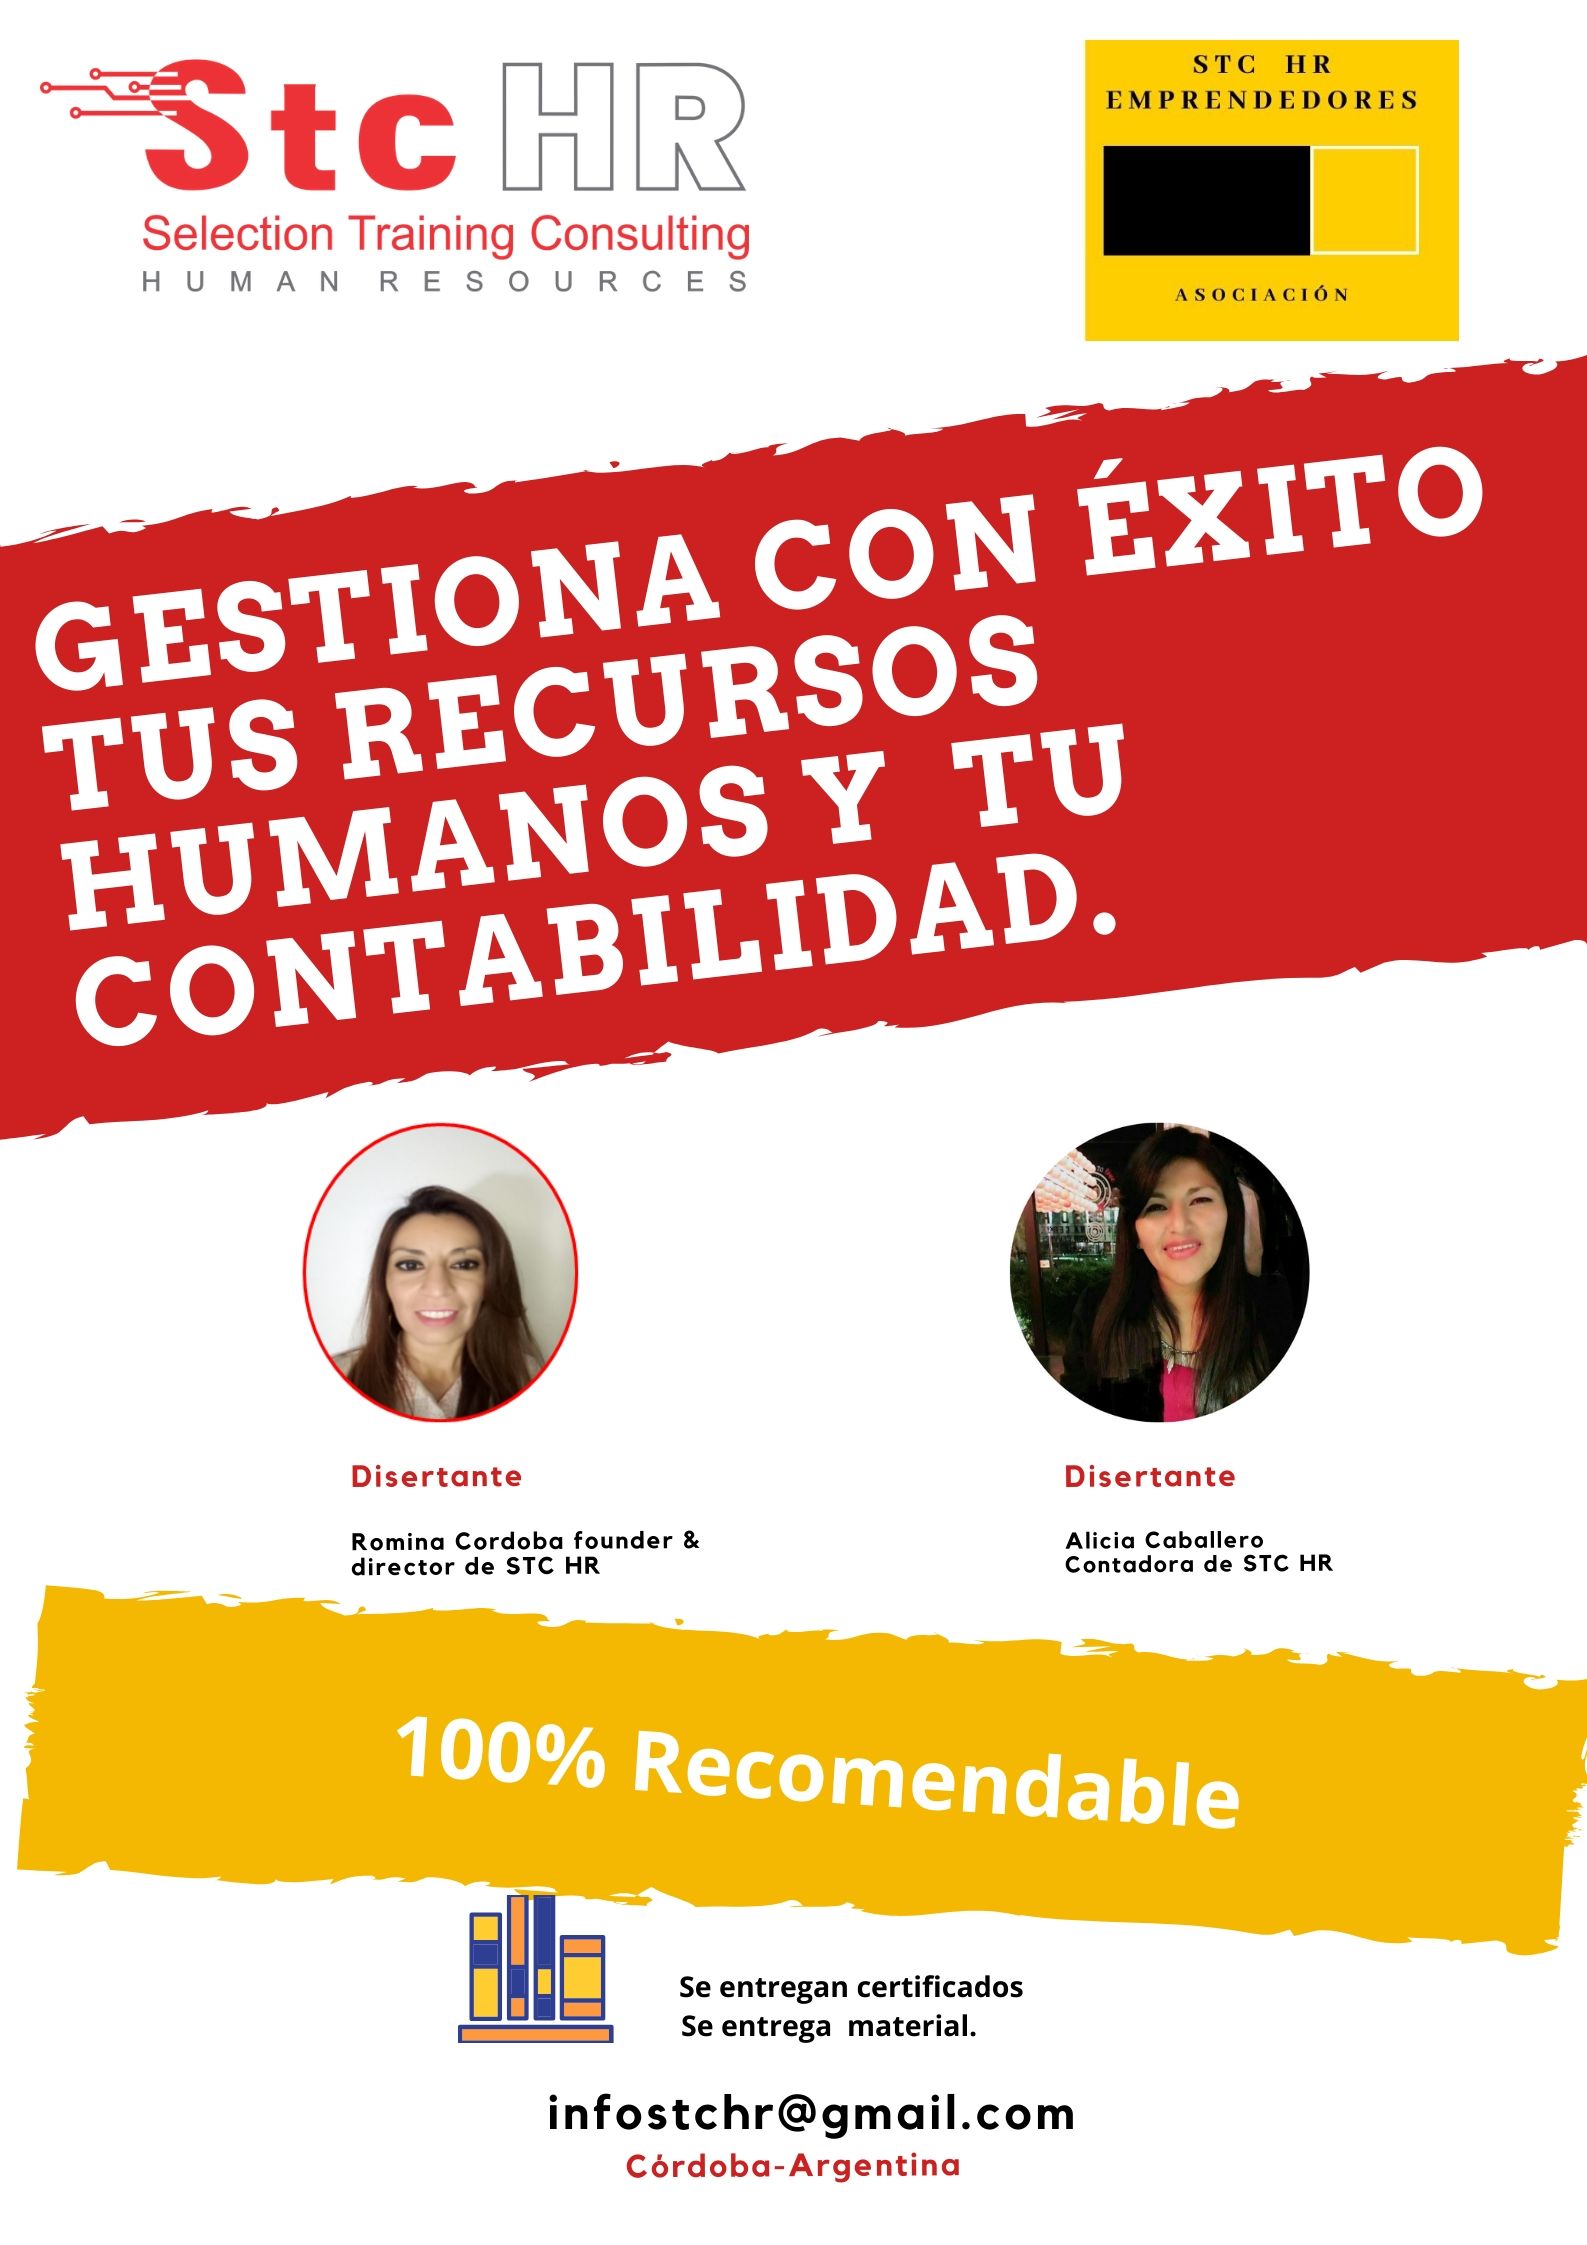 Stc HR
Selection Training Consulting
HUMAN RESOURCES
STC HR
EMPRENDEDORES
ASOCIACIÓN
GESTIONA CON ÉXITO
TUS RECURSOS
HUMANOS Y TU
CONTABILIDAD.
Disertante
Romina Cordoba founder &
director de STC HR
Disertante
Alicia Caballero
Contadora de STC HR
100% Recomendable
Se entregan certificados
Se entrega material.
infostchr@gmail.com
Córdoba-Argentina